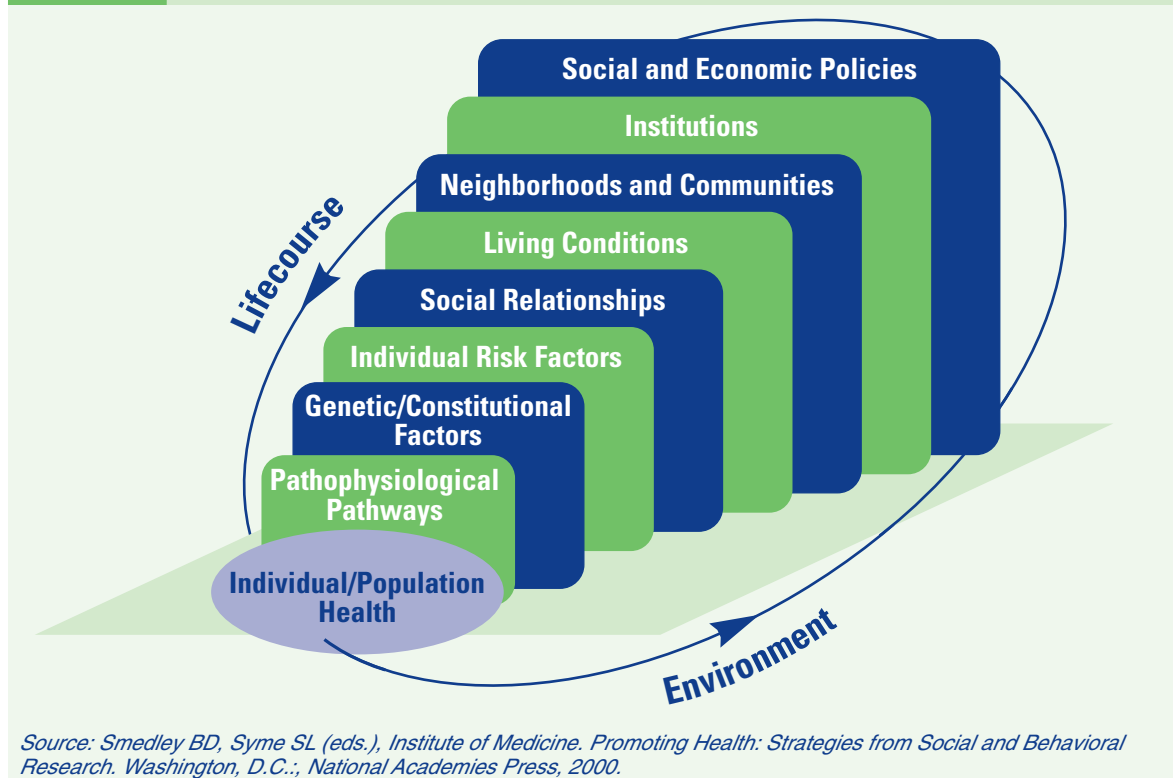 Social and Economic Policies
Institutions
Neighborhoods and Communities
Living Conditions
Social Relationships
Individual Risk Factors
Genetic/Constitutional
Factors
Pathophysiological
Pathways
Individual/Population
Health
Lifecourse
Environment
Source: Smedley BD, Syme SL (eds.), Institute of Medicine. Promoting Health: Strategies from Social and Behavioral
Research. Washington, D.C.:, National Academies Press, 2000.